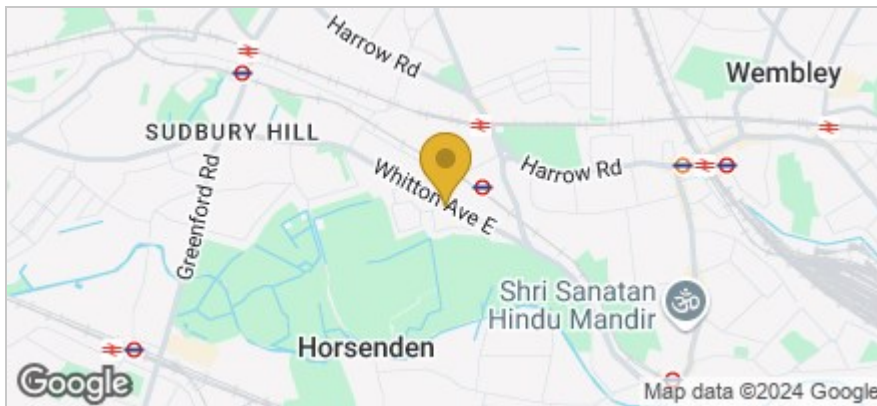 Harrow Rd
Wembley
SUDBURY HILL
Whitton Ave E
Harrow Rd
Greenford Rd
Shri Sanatan
Hindu Mandir
ॐ
Horsenden
Google
Map data ©2024 Google